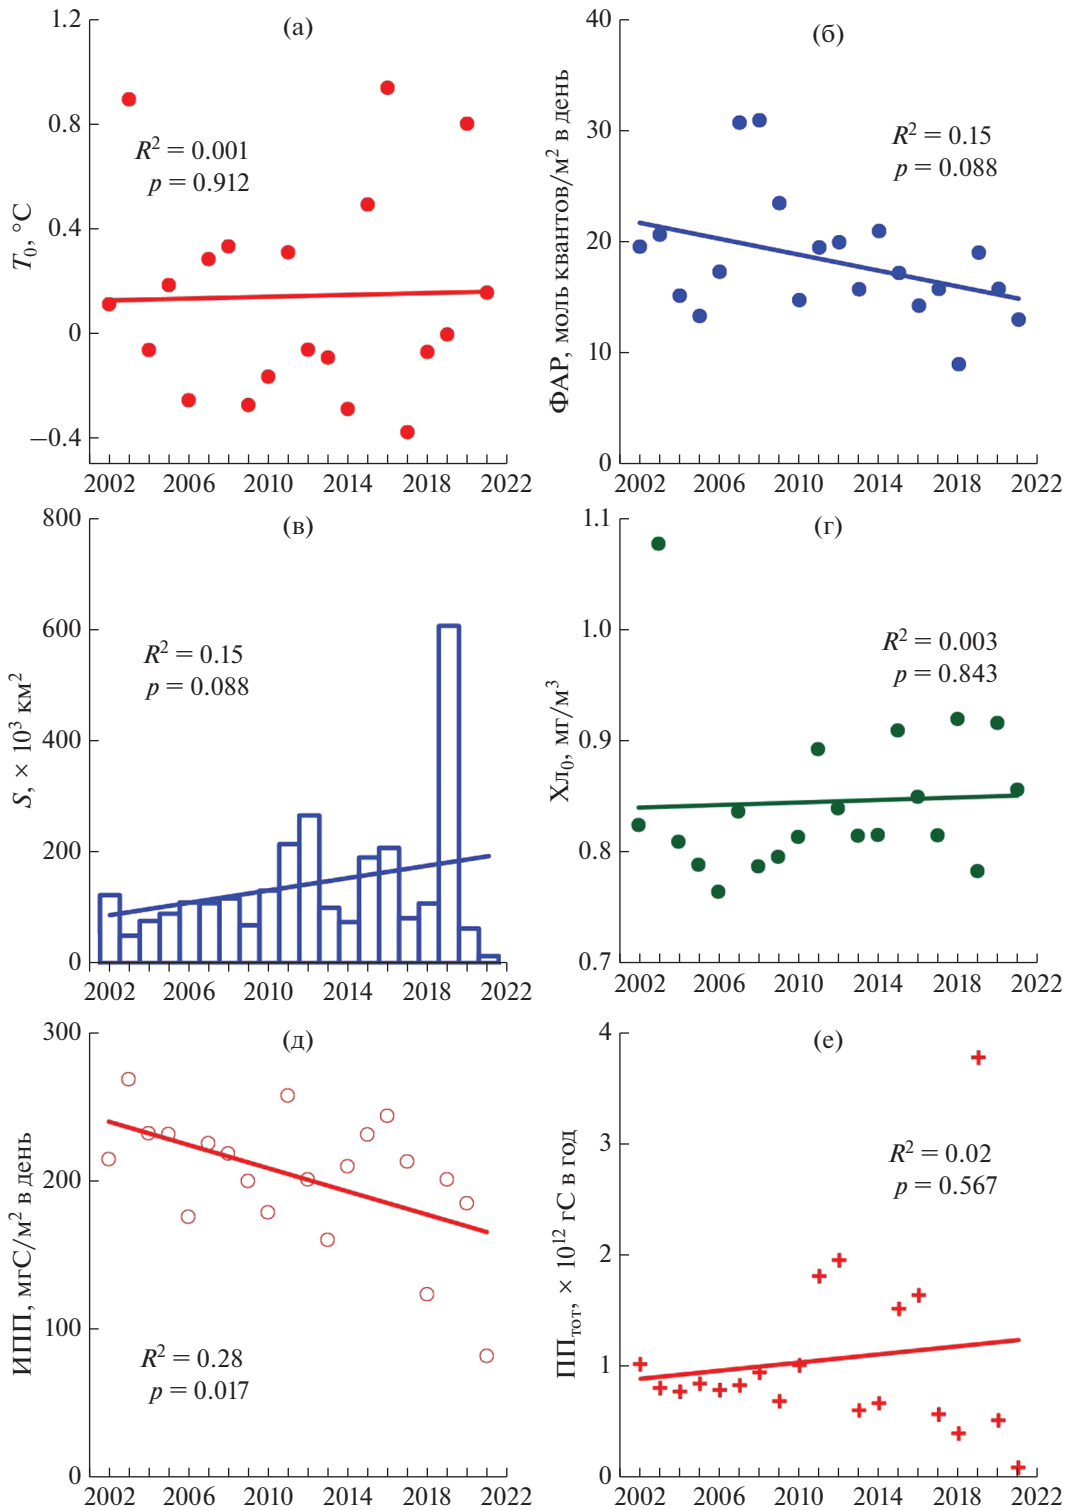 (а)
1.2
0.8
0.4
0
−0.4
T₀, °C
R² = 0.001
p = 0.912
2002 2006 2010 2014 2018 2022
(б)
40
30
20
10
0
ФАР, моль квантов/м² в день
R² = 0.15
p = 0.088
2002 2006 2010 2014 2018 2022
(в)
800
600
400
200
0
S, × 10³ км²
R² = 0.15
p = 0.088
2002 2006 2010 2014 2018 2022
(г)
1.1
1.0
0.9
0.8
0.7
Хл₀, мг/м³
R² = 0.003
p = 0.843
2002 2006 2010 2014 2018 2022
(д)
300
200
100
0
ИПП, мгС/м² в день
R² = 0.28
p = 0.017
2002 2006 2010 2014 2018 2022
(е)
4
3
2
1
0
ППтот, × 10¹² гС в год
R² = 0.02
p = 0.567
2002 2006 2010 2014 2018 2022